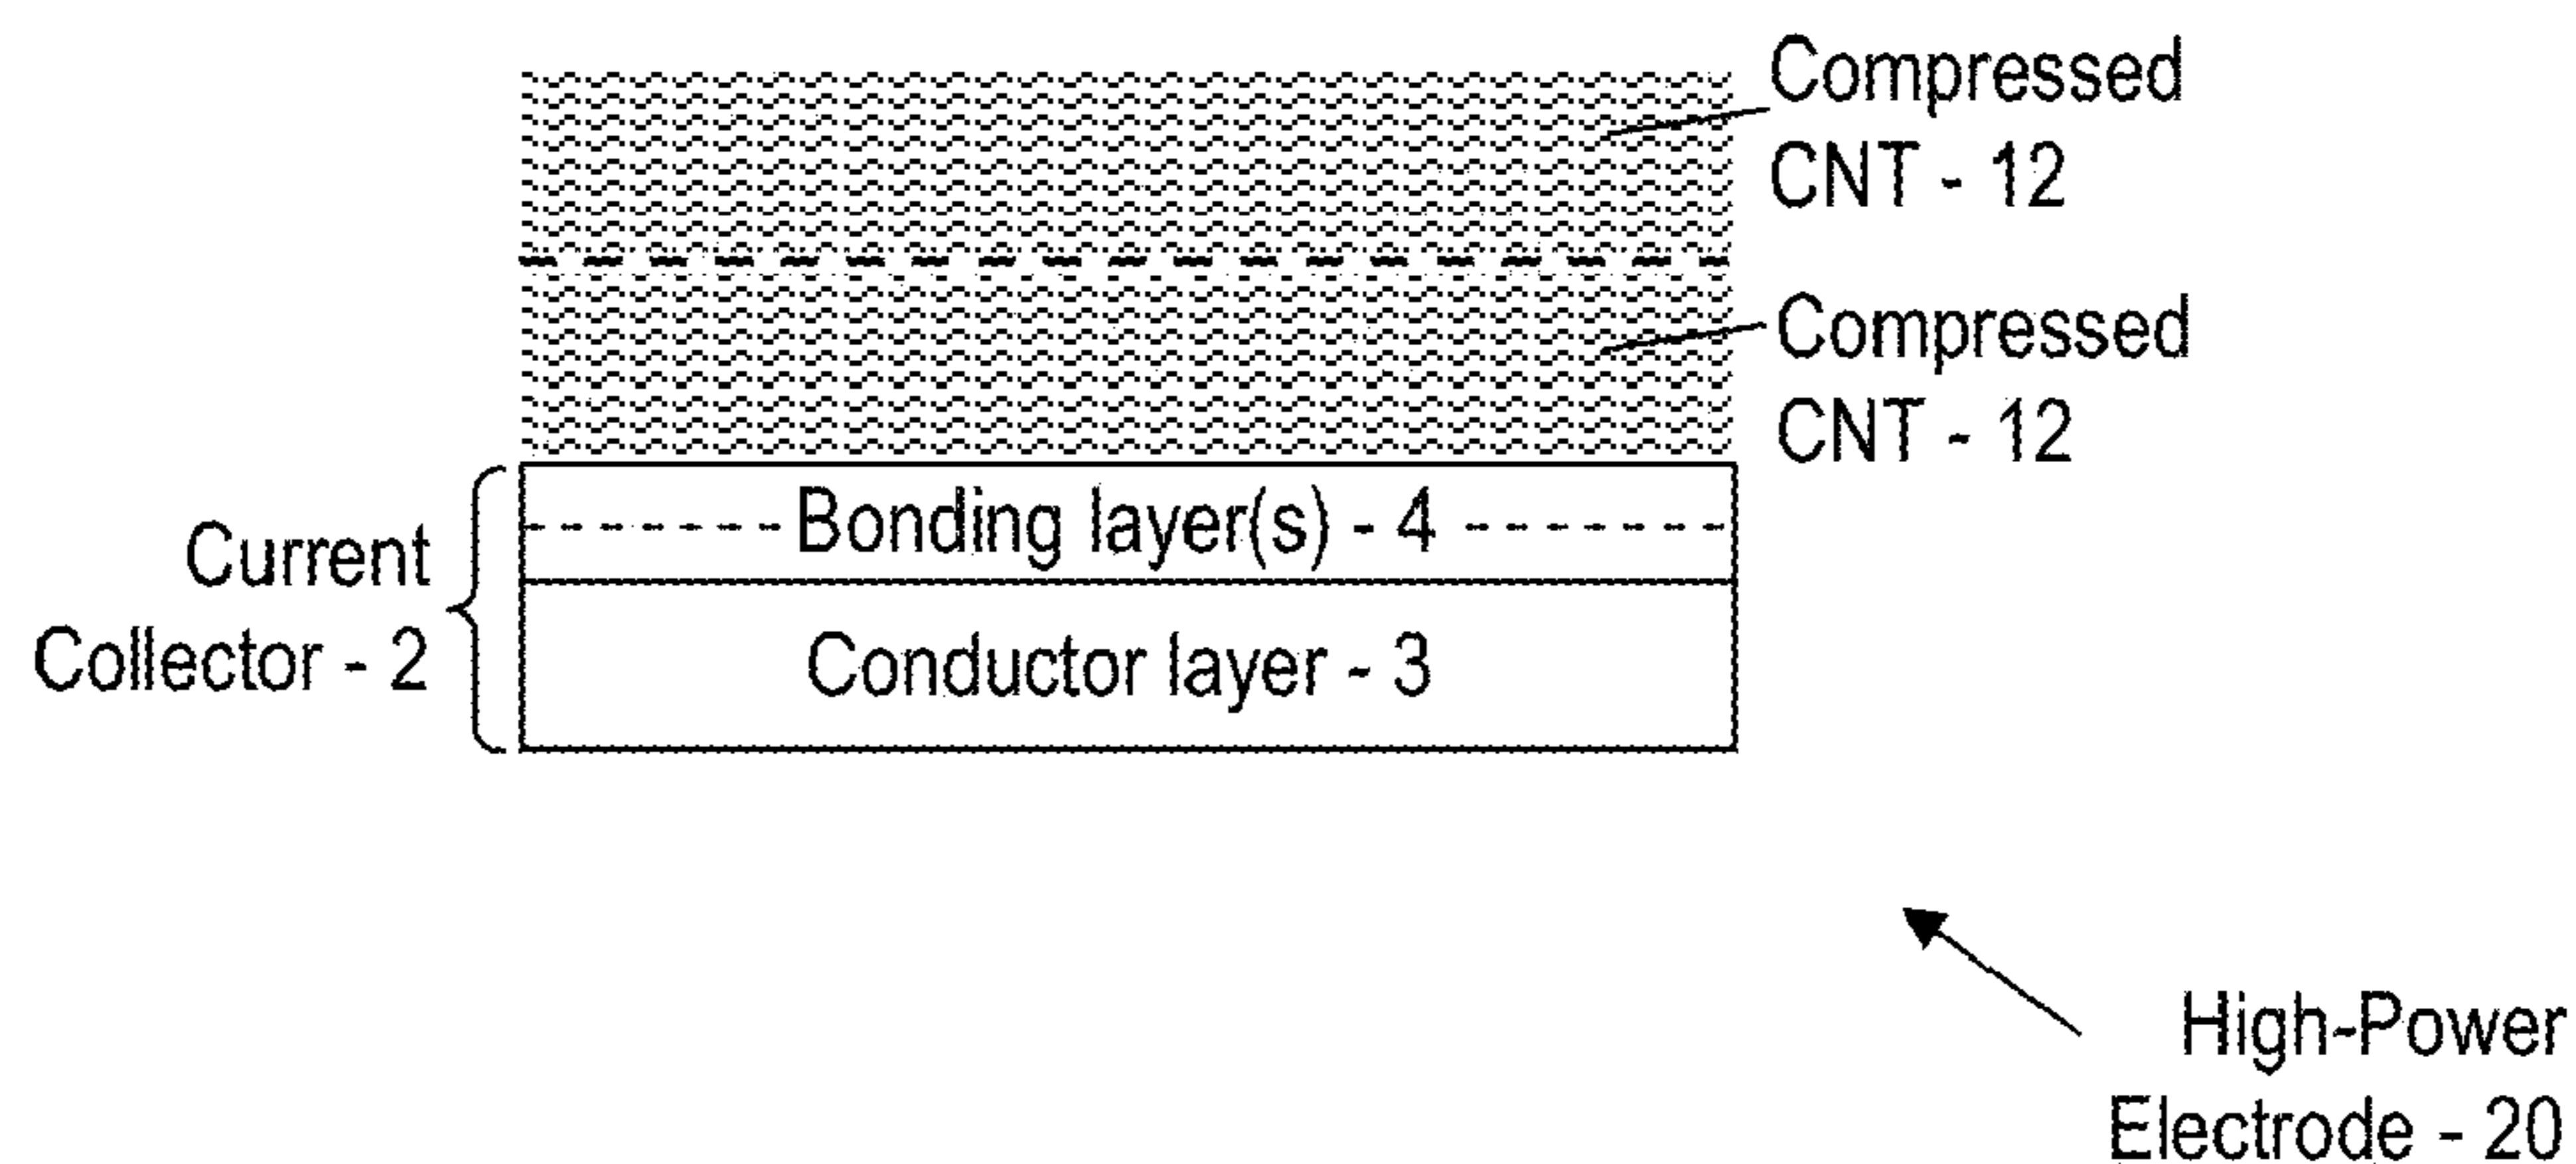 Compressed
CNT - 12
Compressed
CNT - 12
Bonding layer(s) - 4
Current
Collector - 2
Conductor layer - 3
High-Power
Electrode - 20